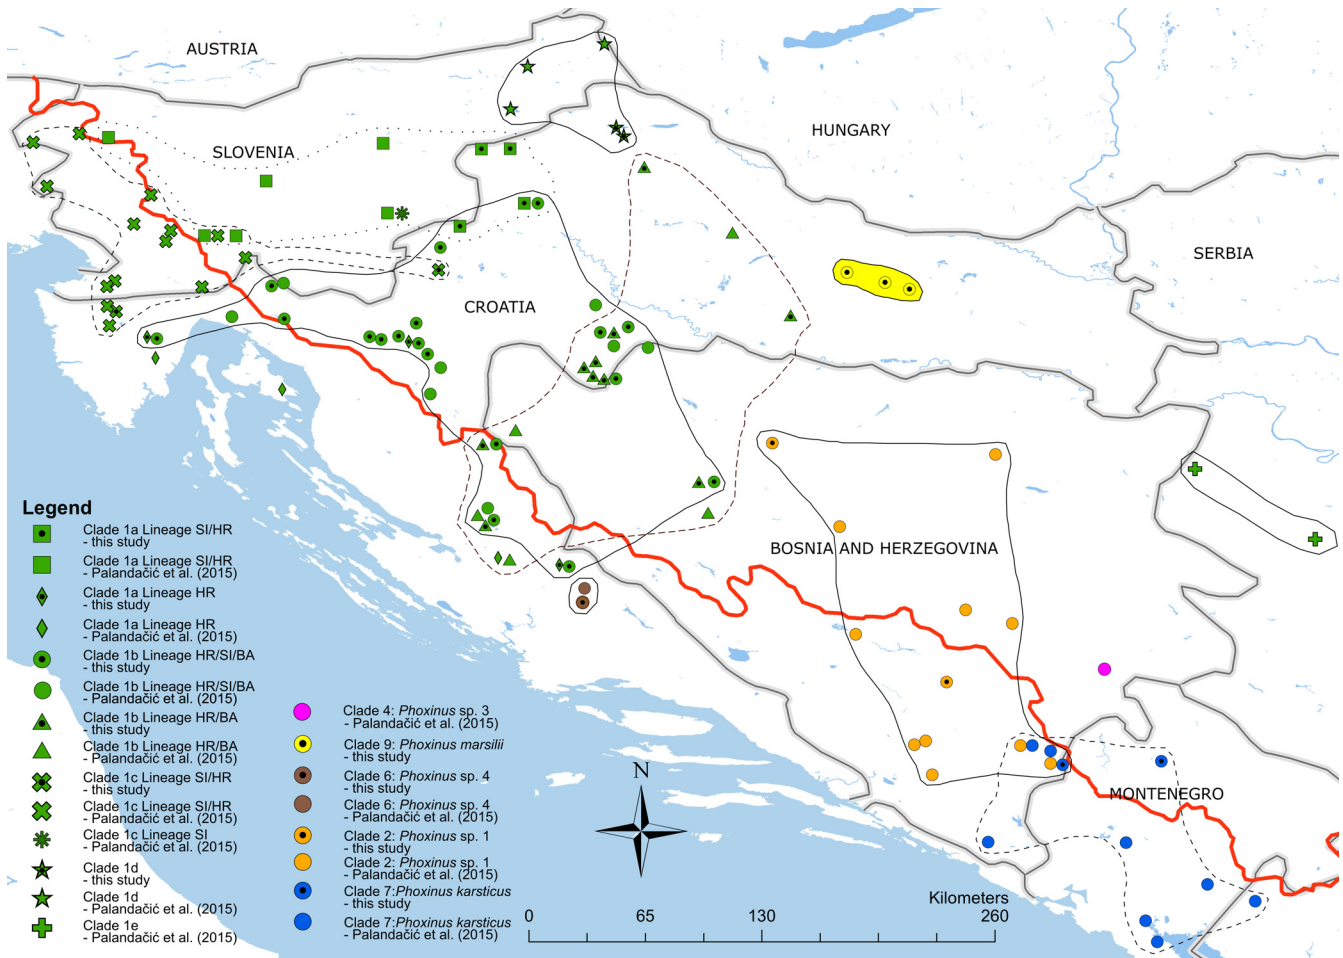 AUSTRIA
HUNGARY
SLOVENIA
SERBIA
CROATIA
BOSNIA AND HERZEGOVINA
MONTENEGRO
Legend
Clade 1a Lineage SI/HR
- this study
Clade 1a Lineage SI/HR
- Palandačić et al. (2015)
Clade 1a Lineage HR
- this study
Clade 1a Lineage HR
- Palandačić et al. (2015)
Clade 1b Lineage HR/SI/BA
- this study
Clade 1b Lineage HR/SI/BA
- Palandačić et al. (2015)
Clade 1b Lineage HR/BA
- this study
Clade 1b Lineage HR/BA
- Palandačić et al. (2015)
Clade 1c Lineage SI/HR
- this study
Clade 1c Lineage SI/HR
- Palandačić et al. (2015)
Clade 1c Lineage SI
- Palandačić et al. (2015)
Clade 1d
- this study
Clade 1d
- Palandačić et al. (2015)
Clade 1e
- Palandačić et al. (2015)
Clade 4: Phoxinus sp. 3
- Palandačić et al. (2015)
Clade 9: Phoxinus marsilii
- this study
Clade 6: Phoxinus sp. 4
- this study
Clade 6: Phoxinus sp. 4
- Palandačić et al. (2015)
Clade 2: Phoxinus sp. 1
- this study
Clade 2: Phoxinus sp. 1
- Palandačić et al. (2015)
Clade 7:Phoxinus karsticus
- this study
Clade 7:Phoxinus karsticus
- Palandačić et al. (2015)
N
Kilometers
0 65 130 260